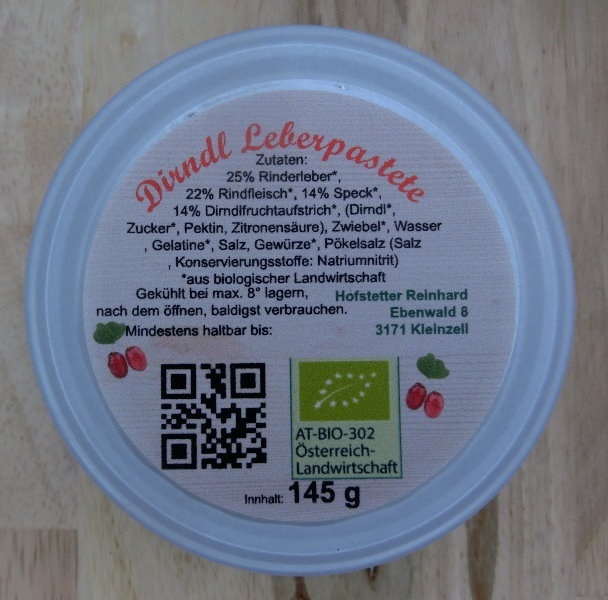 Dirndl Leberpastete
Zutaten:
25% Rinderleber*,
22% Rindfleisch*, 14% Speck*,
14% Dirndlfruchtaufstrich*, (Dirndl*,
Zucker*, Pektin, Zitronensäure), Zwiebel*, Wasser
, Gelatine*, Salz, Gewürze*, Pökelsalz (Salz
, Konservierungsstoffe: Natriumnitrit)
*aus biologischer Landwirtschaft
Gekühlt bei max. 8° lagern,
nach dem öffnen, baldigst verbrauchen.
Mindestens haltbar bis:
Hofstetter Reinhard
Ebenwald 8
3171 Kleinzell
AT-BIO-302
Österreich-
Landwirtschaft
Innhalt: 145 g